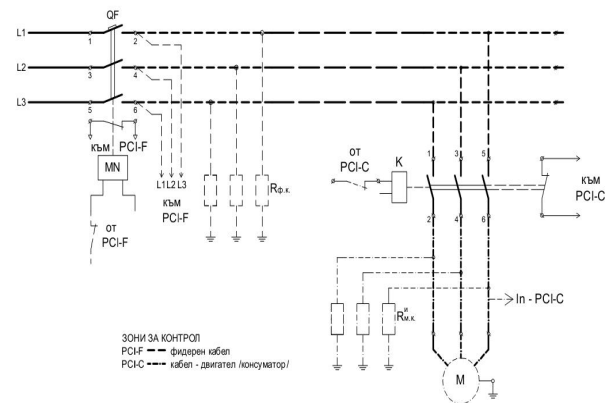 QF
L1
1
2
L2
3
4
L3
5
6
към PCI-F
MN
от
PCI-F
L1 L2 L3
към
PCI-F
Rф.к.
от
PCI-C
K
1
3
5
2
4
6
към
PCI-C
Rм.к.
In - PCI-C
M
ЗОНИ ЗА КОНТРОЛ
PCI-F фидерен кабел
PCI-C кабел - двигател /консуматор/